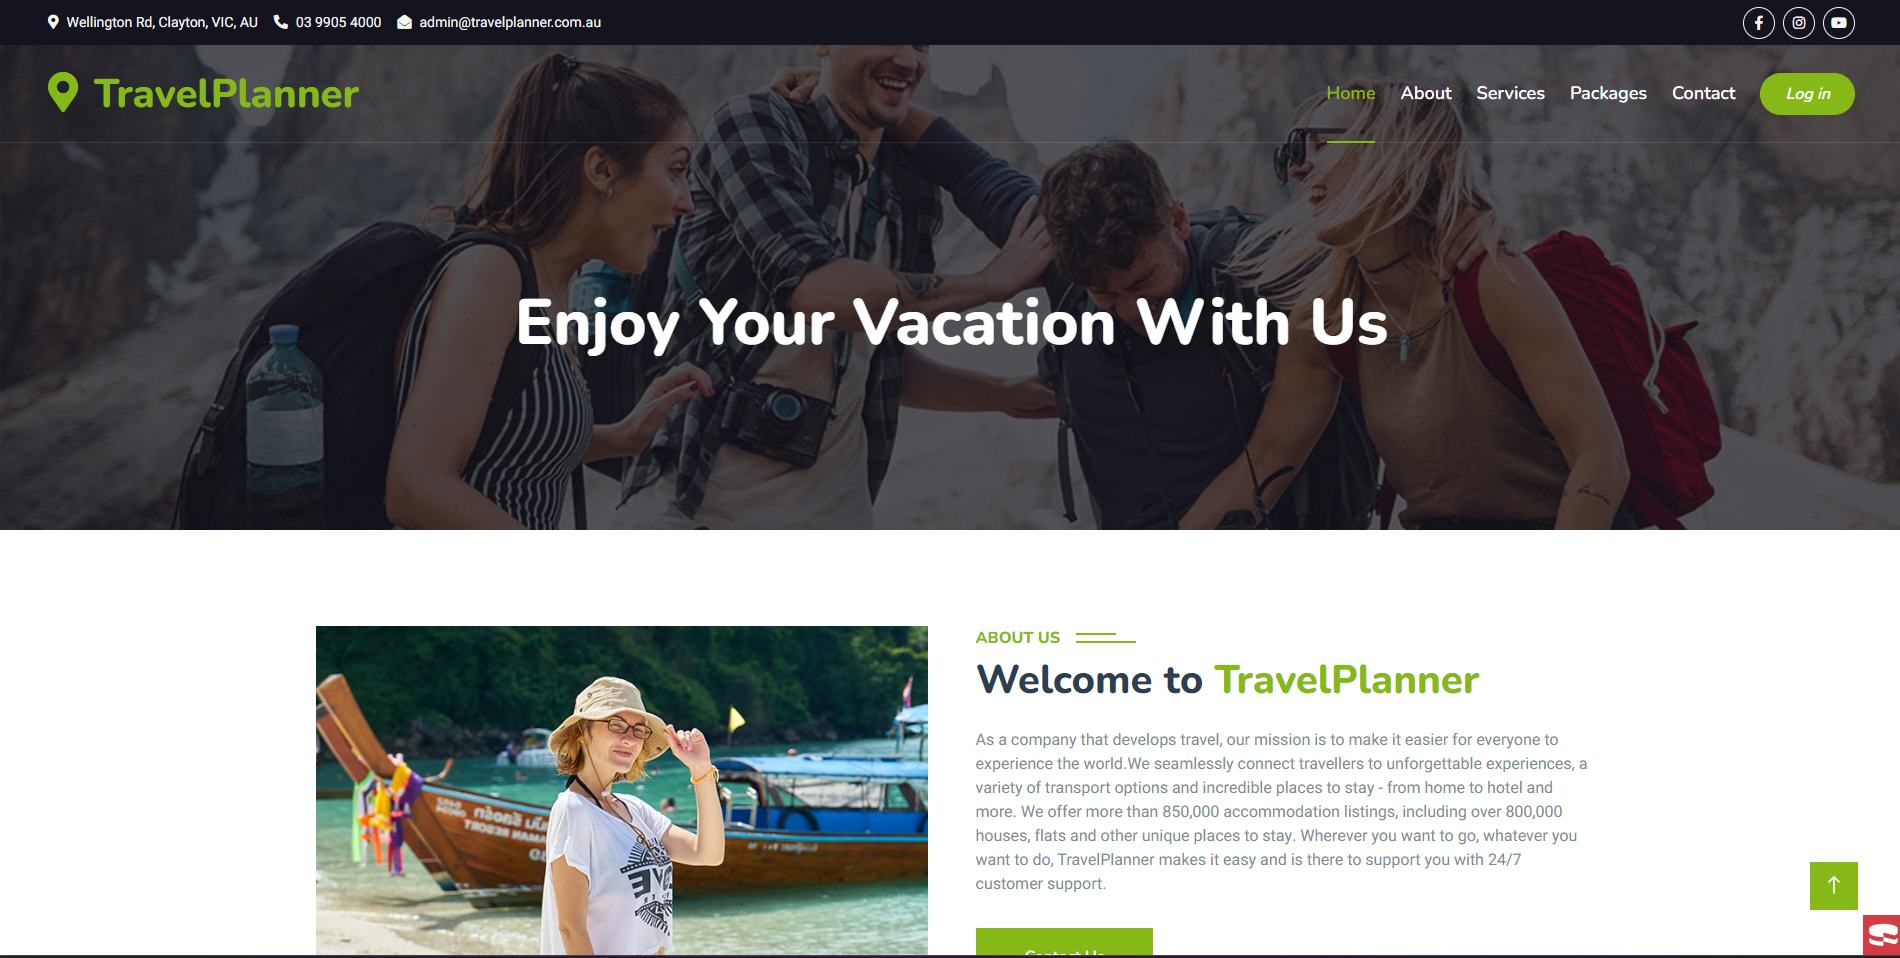 Wellington Rd, Clayton, VIC, AU 03 9905 4000 admin@travelplanner.com.au
TravelPlanner
Home About Services Packages Contact Log in
Enjoy Your Vacation With Us
ABOUT US
Welcome to TravelPlanner
As a company that develops travel, our mission is to make it easier for everyone to
experience the world.We seamlessly connect travellers to unforgettable experiences, a
variety of transport options and incredible places to stay - from home to hotel and
more. We offer more than 850,000 accommodation listings, including over 800,000
houses, flats and other unique places to stay. Wherever you want to go, whatever you
want to do, TravelPlanner makes it easy and is there to support you with 24/7
customer support.
Contact Us